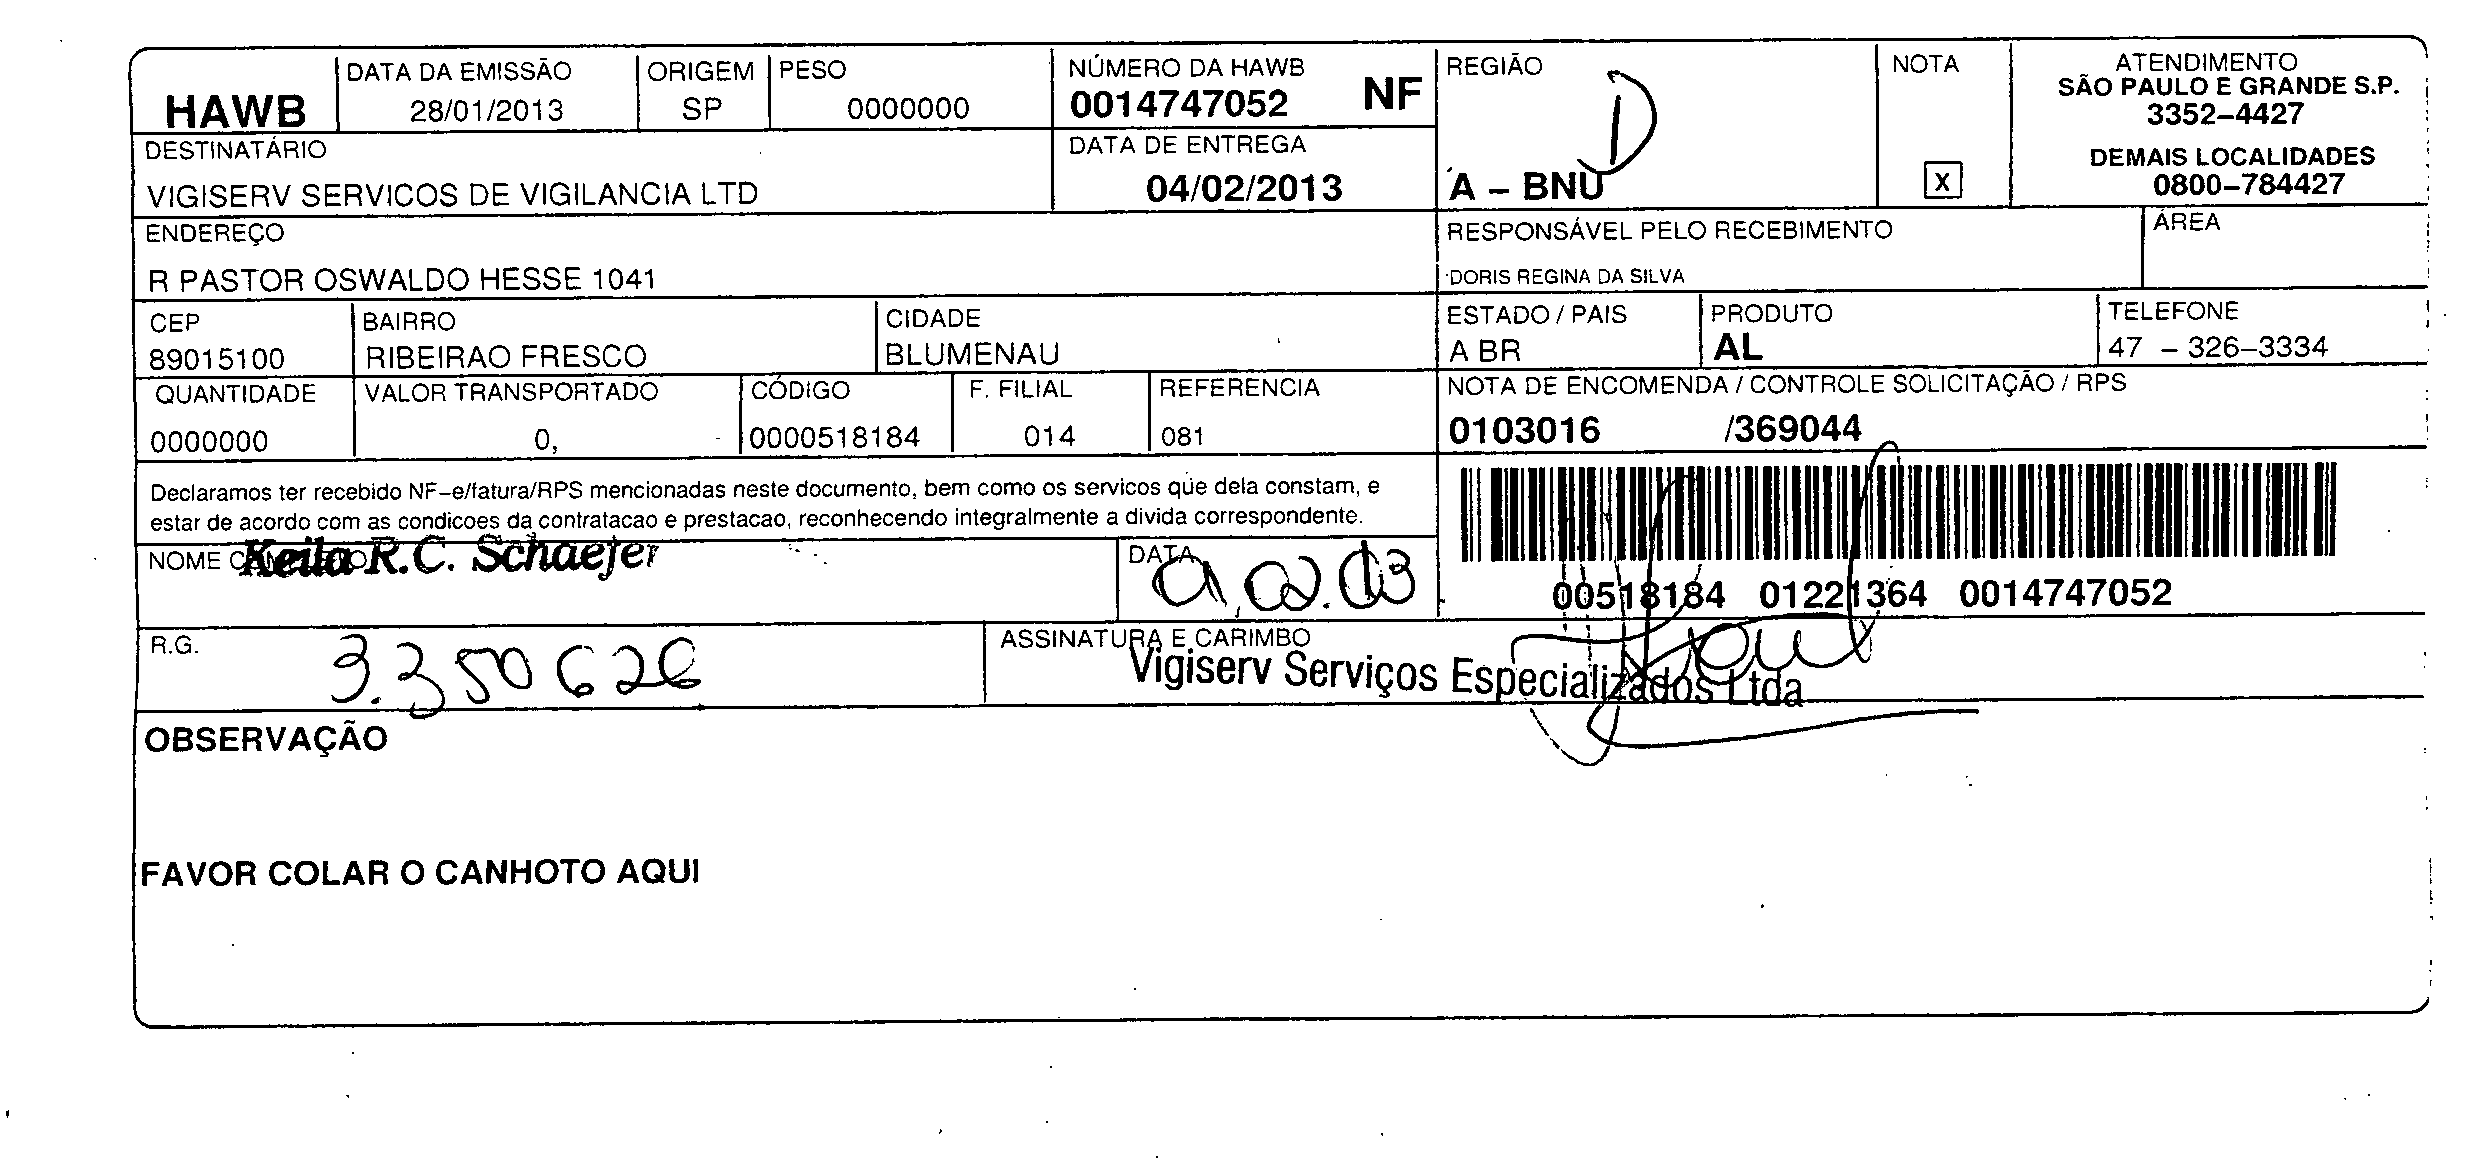 HAWB
DATA DA EMISSÃO
28/01/2013
ORIGEM
SP
PESO
0000000
NÚMERO DA HAWB
0014747052 NF
REGIÃO
D
A – BNU
NOTA
X
ATENDIMENTO
SÃO PAULO E GRANDE S.P.
3352–4427
DEMAIS LOCALIDADES
0800–784427
DESTINATÁRIO
VIGISERV SERVICOS DE VIGILANCIA LTD
DATA DE ENTREGA
04/02/2013
ENDEREÇO
R PASTOR OSWALDO HESSE 1041
RESPONSÁVEL PELO RECEBIMENTO
DORIS REGINA DA SILVA
ÁREA
CEP
89015100
BAIRRO
RIBEIRAO FRESCO
CIDADE
BLUMENAU
ESTADO / PAIS
A BR
PRODUTO
AL
TELEFONE
47 – 326–3334
QUANTIDADE
0000000
VALOR TRANSPORTADO
0,
CÓDIGO
0000518184
F. FILIAL
014
REFERENCIA
081
NOTA DE ENCOMENDA / CONTROLE SOLICITAÇÃO / RPS
0103016 /369044
Declaramos ter recebido NF–e/fatura/RPS mencionadas neste documento, bem como os servicos que dela constam, e
estar de acordo com as condicoes da contratacao e prestacao, reconhecendo integralmente a divida correspondente.
00518184 01221364 0014747052
NOME
Keila R.C. Schaefer
DATA
R.G.
3.350626
ASSINATURA E CARIMBO
Vigiserv Serviços Especializados Ltda
OBSERVAÇÃO
FAVOR COLAR O CANHOTO AQUI